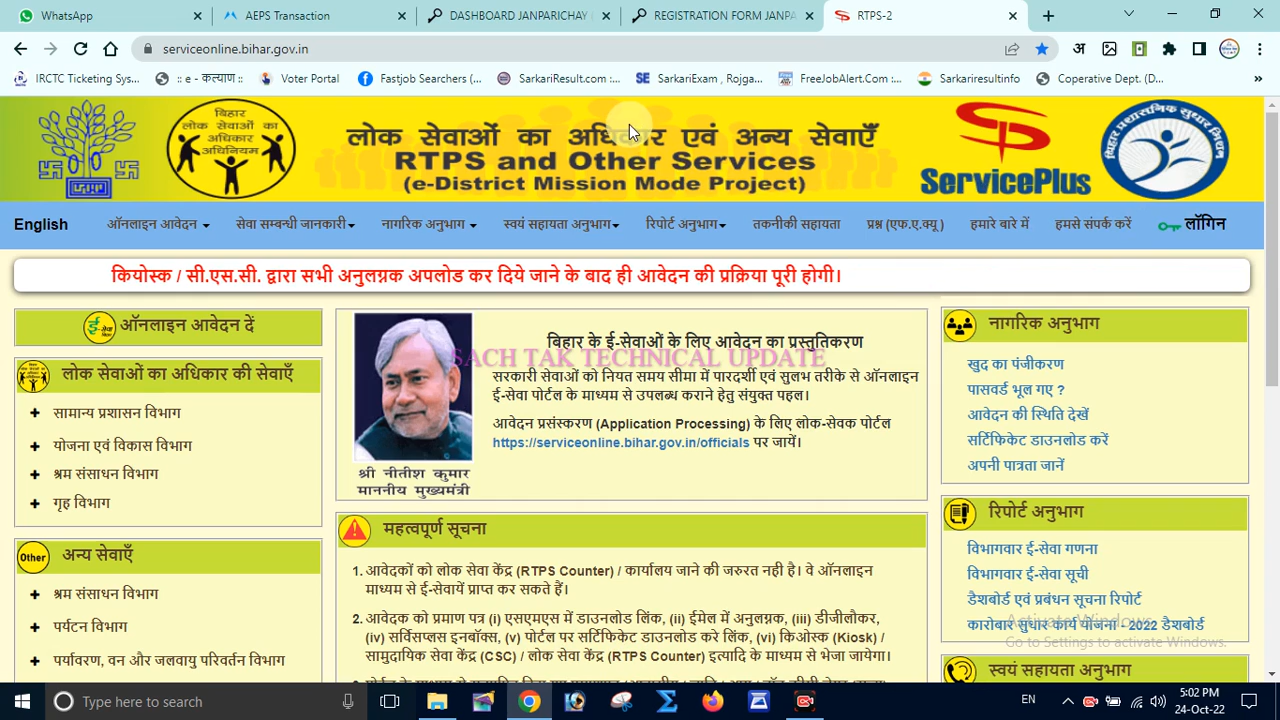 WhatsApp
AEPS Transaction
DASHBOARD JANPARICHAY
REGISTRATION FORM JANPA
RTPS-2
serviceonline.bihar.gov.in
IRCTC Ticketing Sys...
:: e - कल्याण ::
Voter Portal
Fastjob Searchers (...
SarkariResult.com :...
SarkariExam , Rojga...
FreeJobAlert.Com :...
Sarkariresultinfo
Coperative Dept. (D...
बिहार
लोक सेवाओं का
अधिकार
अधिनियम
लोक सेवाओं का अधिकार एवं अन्य सेवाएँ
RTPS and Other Services
(e-District Mission Mode Project)
ServicePlus
बिहार प्रशासनिक सुधार मिशन
English
ऑनलाइन आवेदन
सेवा सम्बन्धी जानकारी
नागरिक अनुभाग
स्वयं सहायता अनुभाग
रिपोर्ट अनुभाग
तकनीकी सहायता
प्रश्न (एफ.ए.क्यू )
हमारे बारे में
हमसे संपर्क करें
लॉगिन
कियोस्क / सी.एस.सी. द्वारा सभी अनुलग्नक अपलोड कर दिये जाने के बाद ही आवेदन की प्रक्रिया पूरी होगी।
ऑनलाइन आवेदन दें
लोक सेवाओं का अधिकार की सेवाएँ
सामान्य प्रशासन विभाग
योजना एवं विकास विभाग
श्रम संसाधन विभाग
गृह विभाग
Other अन्य सेवाएँ
श्रम संसाधन विभाग
पर्यटन विभाग
पर्यावरण, वन और जलवायु परिवर्तन विभाग
श्री नीतीश कुमार
माननीय मुख्यमंत्री
बिहार के ई-सेवाओं के लिए आवेदन का प्रस्तुतिकरण
SACH TAK TECHNICAL UPDATE
सरकारी सेवाओं को नियत समय सीमा में पारदर्शी एवं सुलभ तरीके से ऑनलाइन
ई-सेवा पोर्टल के माध्यम से उपलब्ध कराने हेतु संयुक्त पहल।
आवेदन प्रसंस्करण (Application Processing) के लिए लोक-सेवक पोर्टल
https://serviceonline.bihar.gov.in/officials पर जायें।
महत्वपूर्ण सूचना
1. आवेदकों को लोक सेवा केंद्र (RTPS Counter) / कार्यालय जाने की जरुरत नही है। वे ऑनलाइन
माध्यम से ई-सेवायें प्राप्त कर सकते हैं।
2. आवेदक को प्रमाण पत्र (i) एसएमएस में डाउनलोड लिंक, (ii) ईमेल में अनुलग्नक, (iii) डीजीलौकर,
(iv) सर्विसप्लस इनबॉक्स, (v) पोर्टल पर सर्टिफिकेट डाउनलोड करे लिंक, (vi) किओस्क (Kiosk) /
सामुदायिक सेवा केंद्र (CSC) / लोक सेवा केंद्र (RTPS Counter) इत्यादि के माध्यम से भेजा जायेगा।
नागरिक अनुभाग
खुद का पंजीकरण
पासवर्ड भूल गए ?
आवेदन की स्थिति देखें
सर्टिफिकेट डाउनलोड करें
अपनी पात्रता जानें
रिपोर्ट अनुभाग
विभागवार ई-सेवा गणना
विभागवार ई-सेवा सूची
डैशबोर्ड एवं प्रबंधन सूचना रिपोर्ट
कारोबार सुधार कार्य योजना - 2022 डैशबोर्ड
Activate Windows
Go to Settings to activate Windows.
स्वयं सहायता अनुभाग
Type here to search
EN
5:02 PM
24-Oct-22